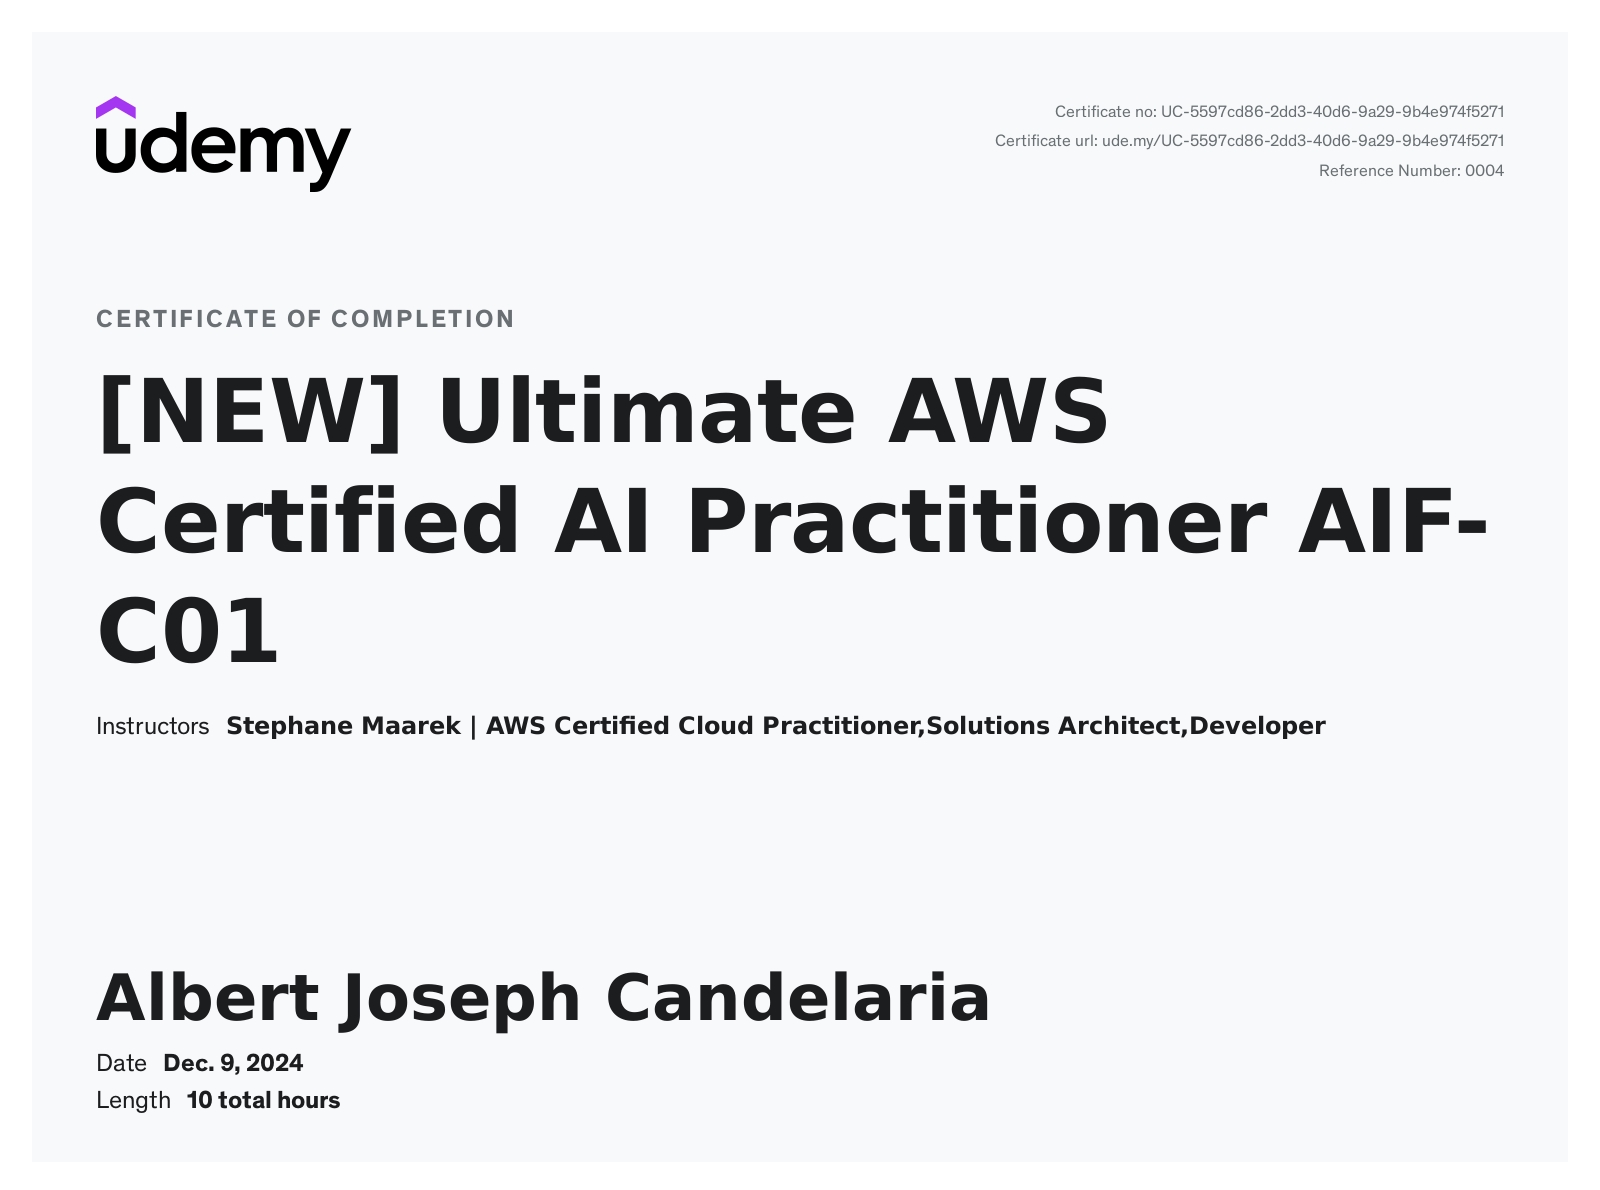 udemy
Certificate no: UC-5597cd86-2dd3-40d6-9a29-9b4e974f5271
Certificate url: ude.my/UC-5597cd86-2dd3-40d6-9a29-9b4e974f5271
Reference Number: 0004
CERTIFICATE OF COMPLETION
[NEW] Ultimate AWS
Certified AI Practitioner AIF-
C01
Instructors Stephane Maarek | AWS Certified Cloud Practitioner,Solutions Architect,Developer
Albert Joseph Candelaria
Date Dec. 9, 2024
Length 10 total hours